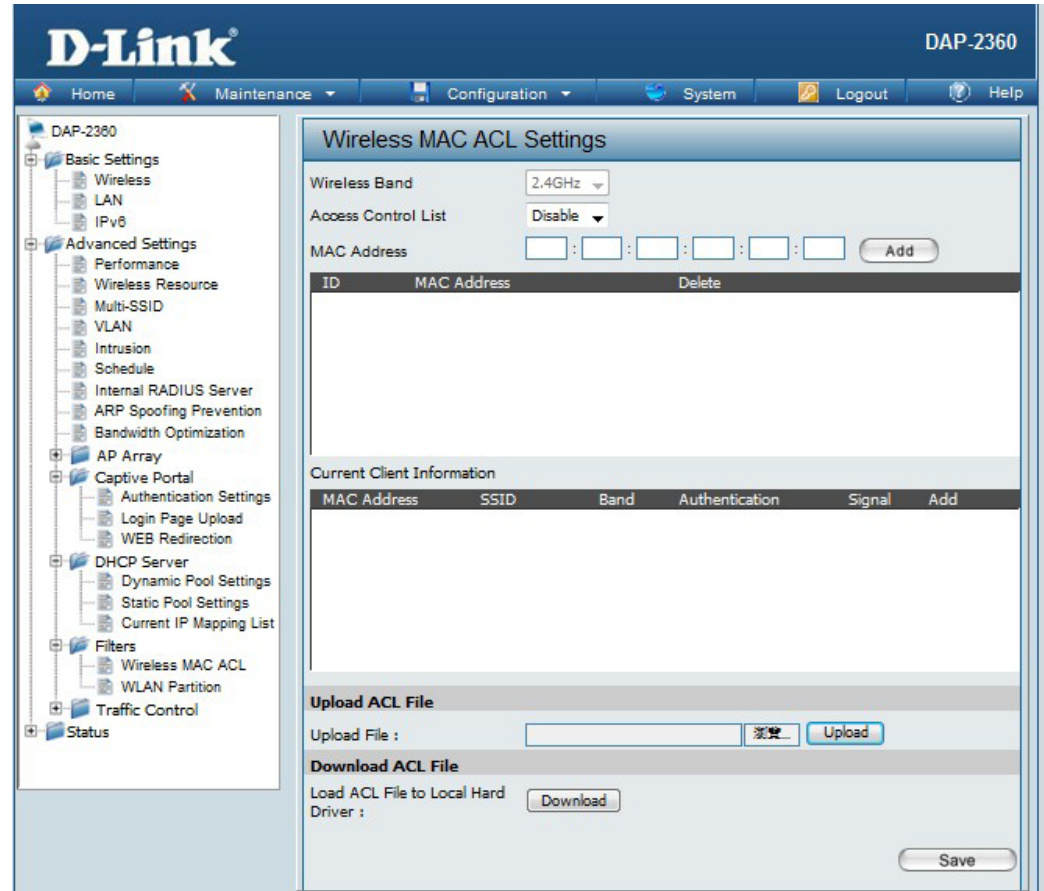 D-Link
DAP-2360
Home Maintenance Configuration System Logout Help
DAP-2360
Basic Settings
Wireless
LAN
IPv6
Advanced Settings
Performance
Wireless Resource
Multi-SSID
VLAN
Intrusion
Schedule
Internal RADIUS Server
ARP Spoofing Prevention
Bandwidth Optimization
AP Array
Captive Portal
Authentication Settings
Login Page Upload
WEB Redirection
DHCP Server
Dynamic Pool Settings
Static Pool Settings
Current IP Mapping List
Filters
Wireless MAC ACL
WLAN Partition
Traffic Control
Status
Wireless MAC ACL Settings
Wireless Band 2.4GHz
Access Control List Disable
MAC Address : : : : : Add
ID MAC Address Delete
Current Client Information
MAC Address SSID Band Authentication Signal Add
Upload ACL File
Upload File : Upload
Download ACL File
Load ACL File to Local Hard
Driver : Download
Save